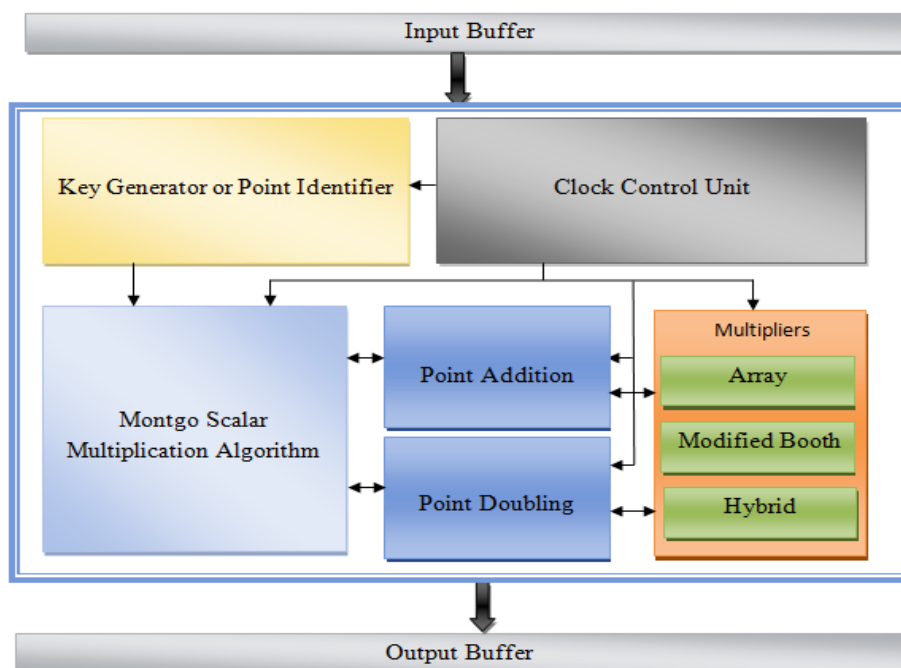 Input Buffer
Key Generator or Point Identifier
Clock Control Unit
Montgo Scalar
Multiplication Algorithm
Point Addition
Point Doubling
Multipliers
Array
Modified Booth
Hybrid
Output Buffer